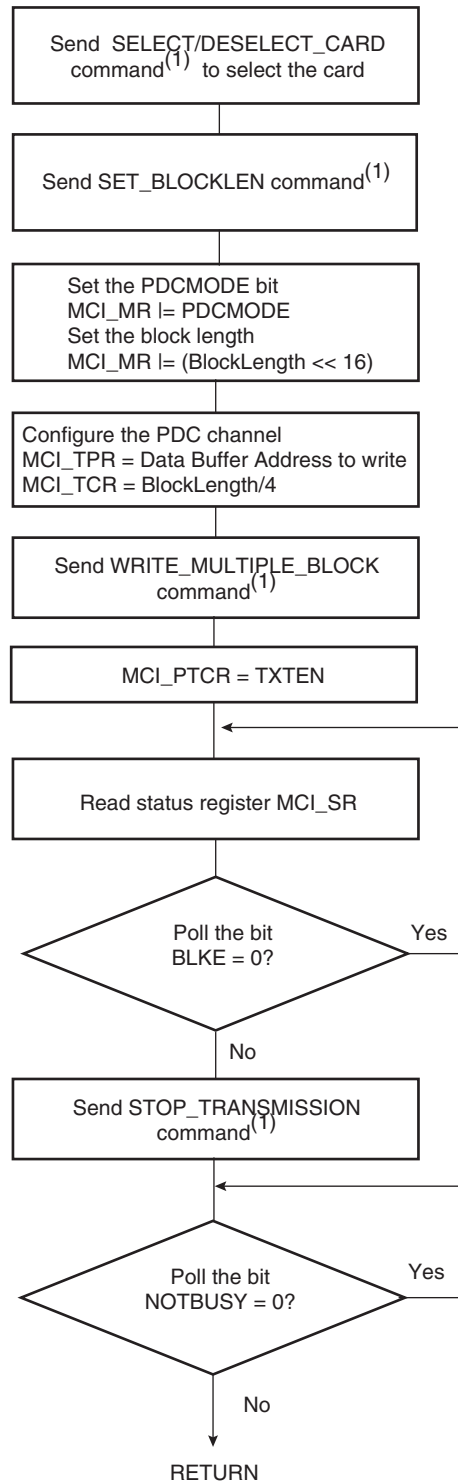 Send SELECT/DESELECT_CARD
command(1) to select the card
Send SET_BLOCKLEN command(1)
Set the PDCMODE bit
MCI_MR |= PDCMODE
Set the block length
MCI_MR |= (BlockLength << 16)
Configure the PDC channel
MCI_TPR = Data Buffer Address to write
MCI_TCR = BlockLength/4
Send WRITE_MULTIPLE_BLOCK
command(1)
MCI_PTCR = TXTEN
Read status register MCI_SR
Poll the bit
BLKE = 0?
Yes
No
Send STOP_TRANSMISSION
command(1)
Poll the bit
NOTBUSY = 0?
Yes
No
RETURN